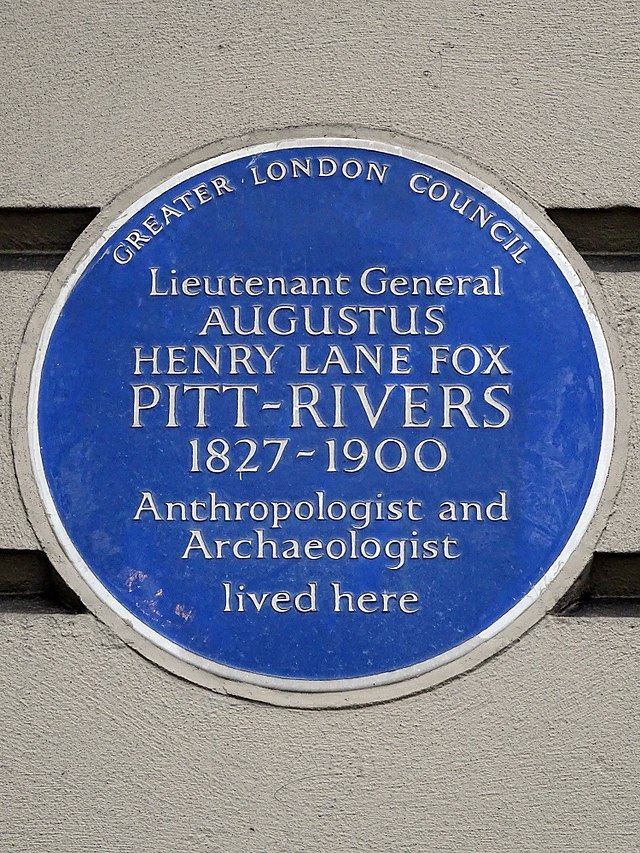 GREATER LONDON COUNCIL
Lieutenant General
AUGUSTUS
HENRY LANE FOX
PITT-RIVERS
1827-1900
Anthropologist and
Archaeologist
lived here